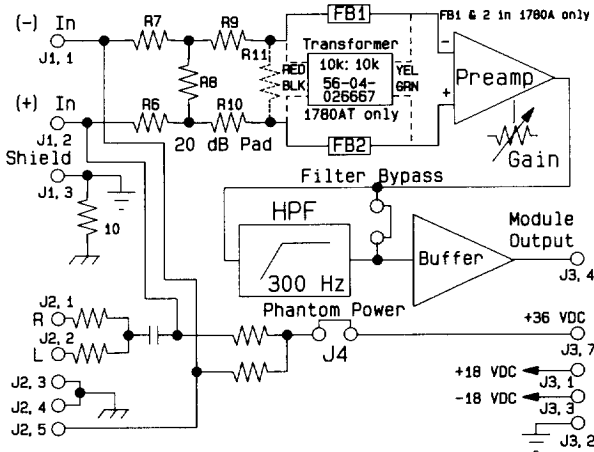 (-) In
J1, 1
R7
R9
FB1
FB1 & 2 in 1780A only
R11
Transformer
10k: 10k
56-04-
026667
1780AT only
RED
BLK
YEL
GRN
-
+
Preamp
R8
(+) In
J1, 2
R6
R10
20 dB Pad
FB2
Gain
Shield
J1, 3
10
Filter Bypass
HPF
300 Hz
Buffer
Module
Output
J3, 4
J2, 1
R
J2, 2
L
Phantom Power
J4
+36 VDC
J3, 7
J2, 3
J2, 4
J2, 5
+18 VDC
J3, 1
-18 VDC
J3, 3
J3, 2